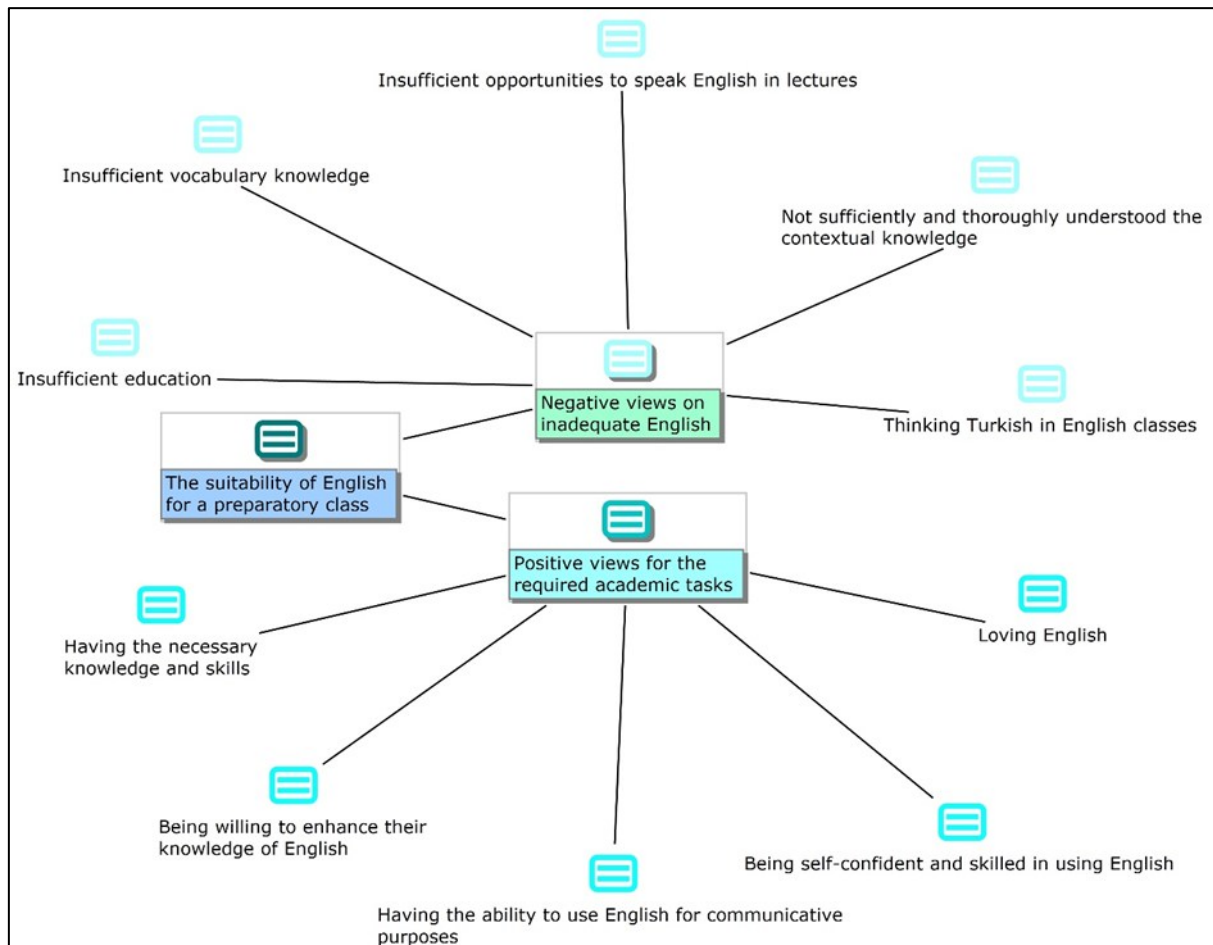 Insufficient opportunities to speak English in lectures
Insufficient vocabulary knowledge
Not sufficiently and thoroughly understood the
contextual knowledge
Insufficient education
Negative views on
inadequate English
Thinking Turkish in English classes
The suitability of English
for a preparatory class
Positive views for the
required academic tasks
Having the necessary
knowledge and skills
Loving English
Being willing to enhance their
knowledge of English
Being self-confident and skilled in using English
Having the ability to use English for communicative
purposes